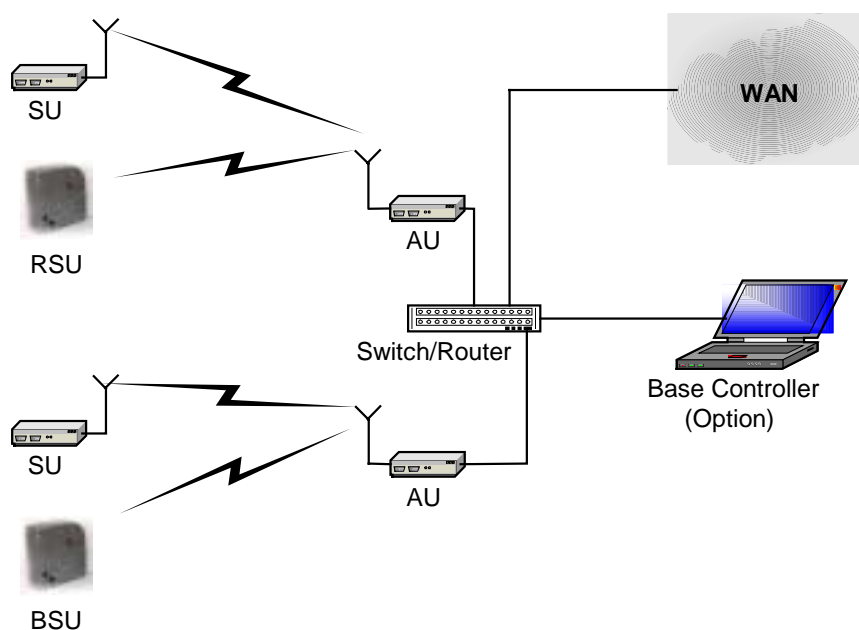 WAN
SU
RSU
AU
Switch/Router
Base Controller
(Option)
SU
AU
BSU